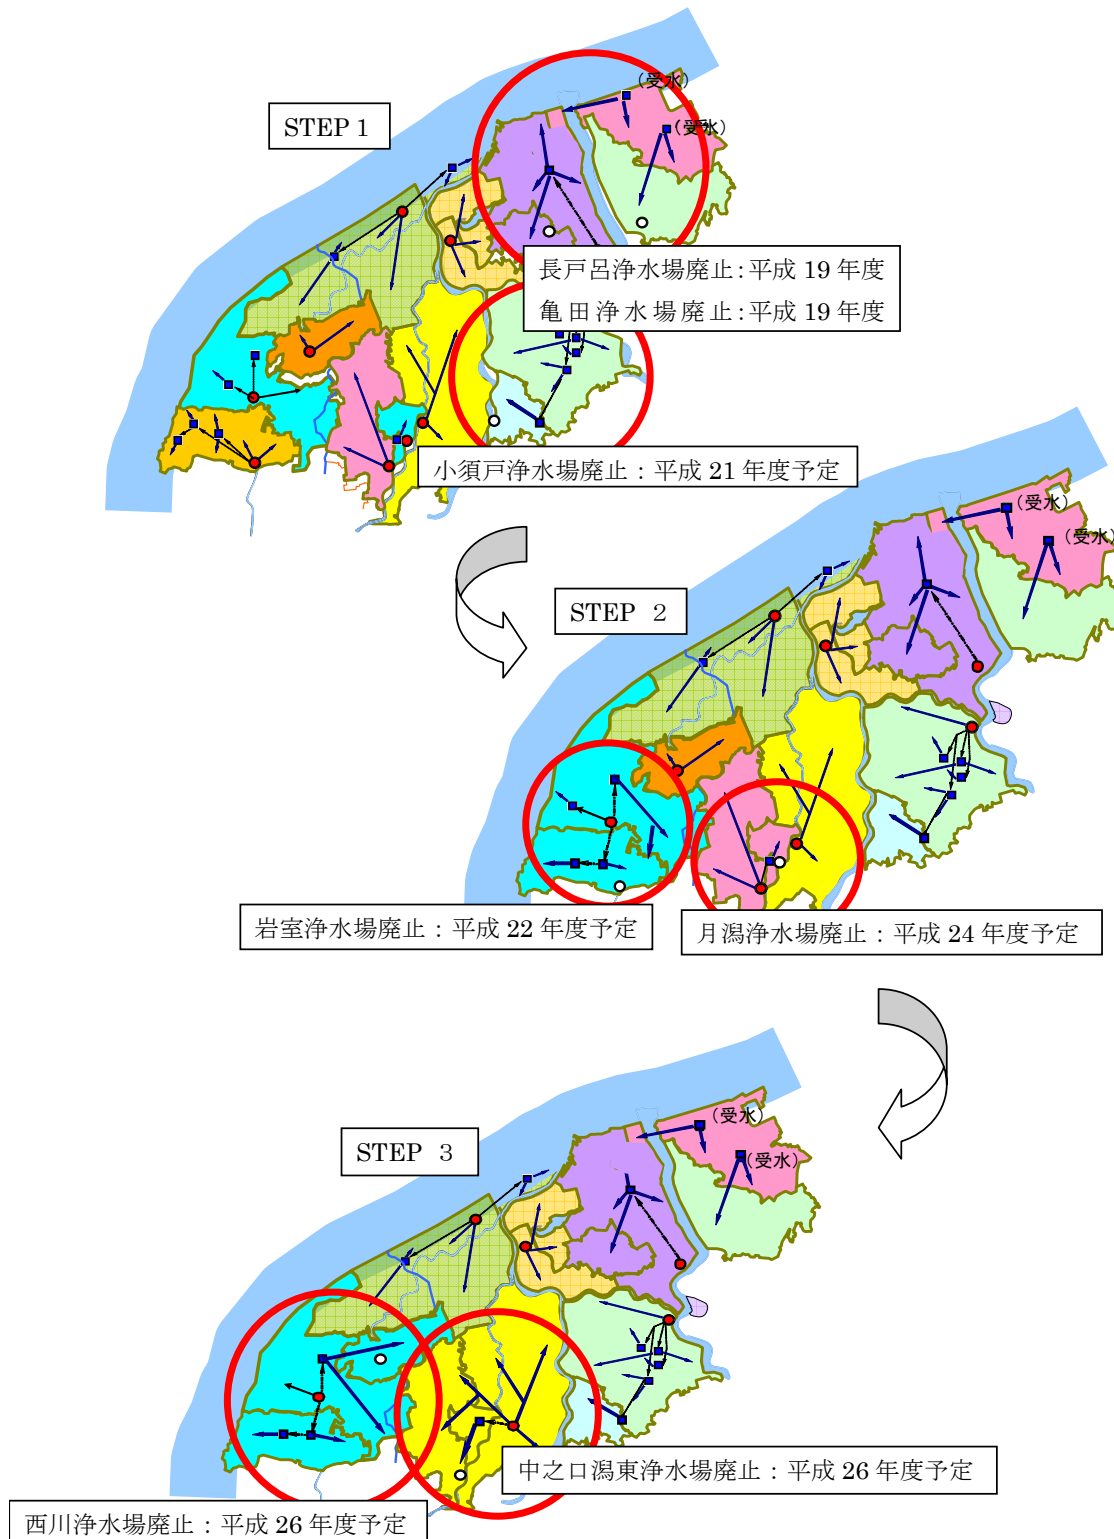 STEP 1
(受水)
(受水)
長戸呂浄水場廃止：平成 19 年度
亀田浄水場廃止：平成 19 年度
小須戸浄水場廃止：平成 21 年度予定
STEP 2
(受水)
(受水)
岩室浄水場廃止：平成 22 年度予定
月潟浄水場廃止：平成 24 年度予定
STEP 3
(受水)
(受水)
中之口潟東浄水場廃止：平成 26 年度予定
西川浄水場廃止：平成 26 年度予定